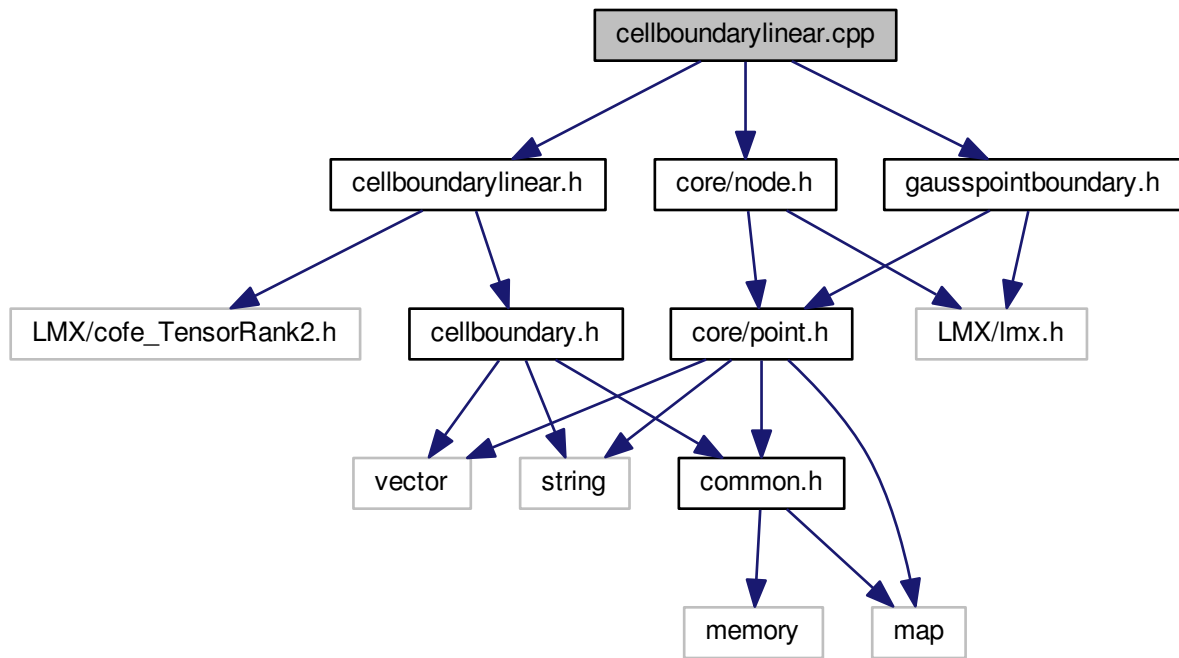 cellboundarylinear.cpp
cellboundarylinear.h
core/node.h
gausspointboundary.h
LMX/cofe_TensorRank2.h
cellboundary.h
core/point.h
LMX/lmx.h
vector
string
common.h
memory
map